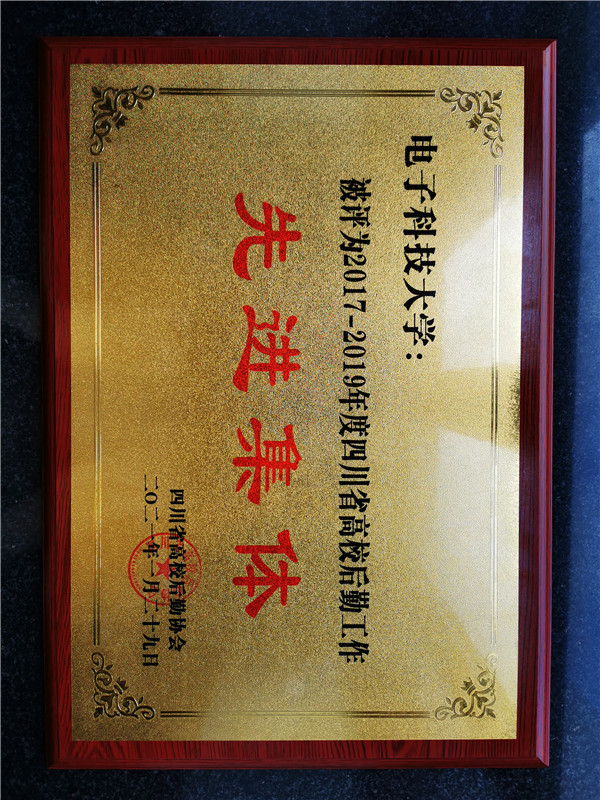 电子科技大学：
被评为2017-2019年度四川省高校后勤工作
先进集体
四川省高校后勤协会
二〇二一年一月二十九日